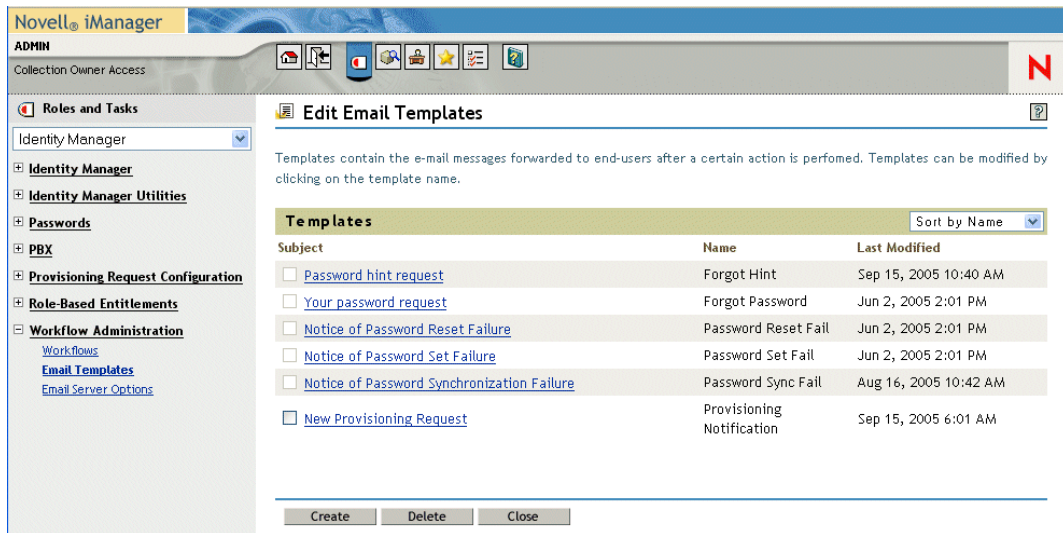 Novell® iManager
ADMIN
Collection Owner Access
N
Roles and Tasks
Identity Manager
Identity Manager
Identity Manager Utilities
Passwords
PBX
Provisioning Request Configuration
Role-Based Entitlements
Workflow Administration
Workflows
Email Templates
Email Server Options
Edit Email Templates
?
Templates contain the e-mail messages forwarded to end-users after a certain action is perfomed. Templates can be modified by
clicking on the template name.
Templates Sort by Name
Subject Name Last Modified
Password hint request Forgot Hint Sep 15, 2005 10:40 AM
Your password request Forgot Password Jun 2, 2005 2:01 PM
Notice of Password Reset Failure Password Reset Fail Jun 2, 2005 2:01 PM
Notice of Password Set Failure Password Set Fail Jun 2, 2005 2:01 PM
Notice of Password Synchronization Failure Password Sync Fail Aug 16, 2005 10:42 AM
New Provisioning Request Provisioning Notification Sep 15, 2005 6:01 AM
Create Delete Close